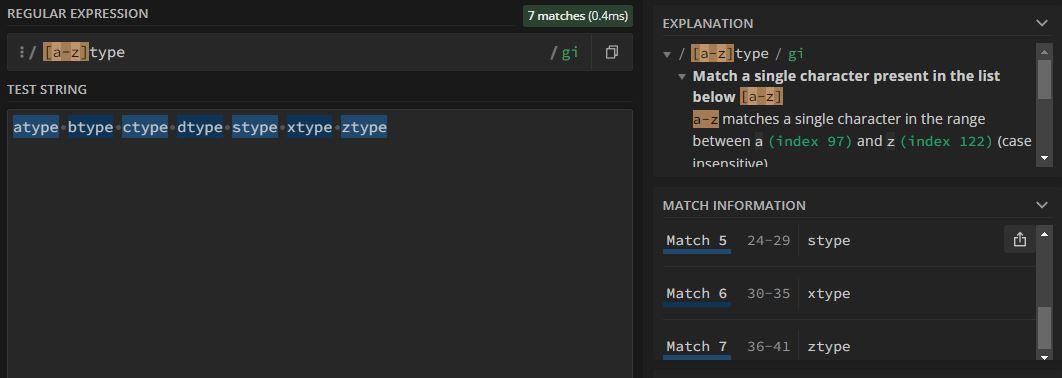 REGULAR EXPRESSION
7 matches (0.4ms)
/ [a-z]type / gi
TEST STRING
atype btype ctype dtype stype xtype ztype
EXPLANATION
/ [a-z]type / gi
Match a single character present in the list
below [a-z]
a-z matches a single character in the range
between a (index 97) and z (index 122) (case
insensitive)
MATCH INFORMATION
Match 5 24-29 stype
Match 6 30-35 xtype
Match 7 36-41 ztype